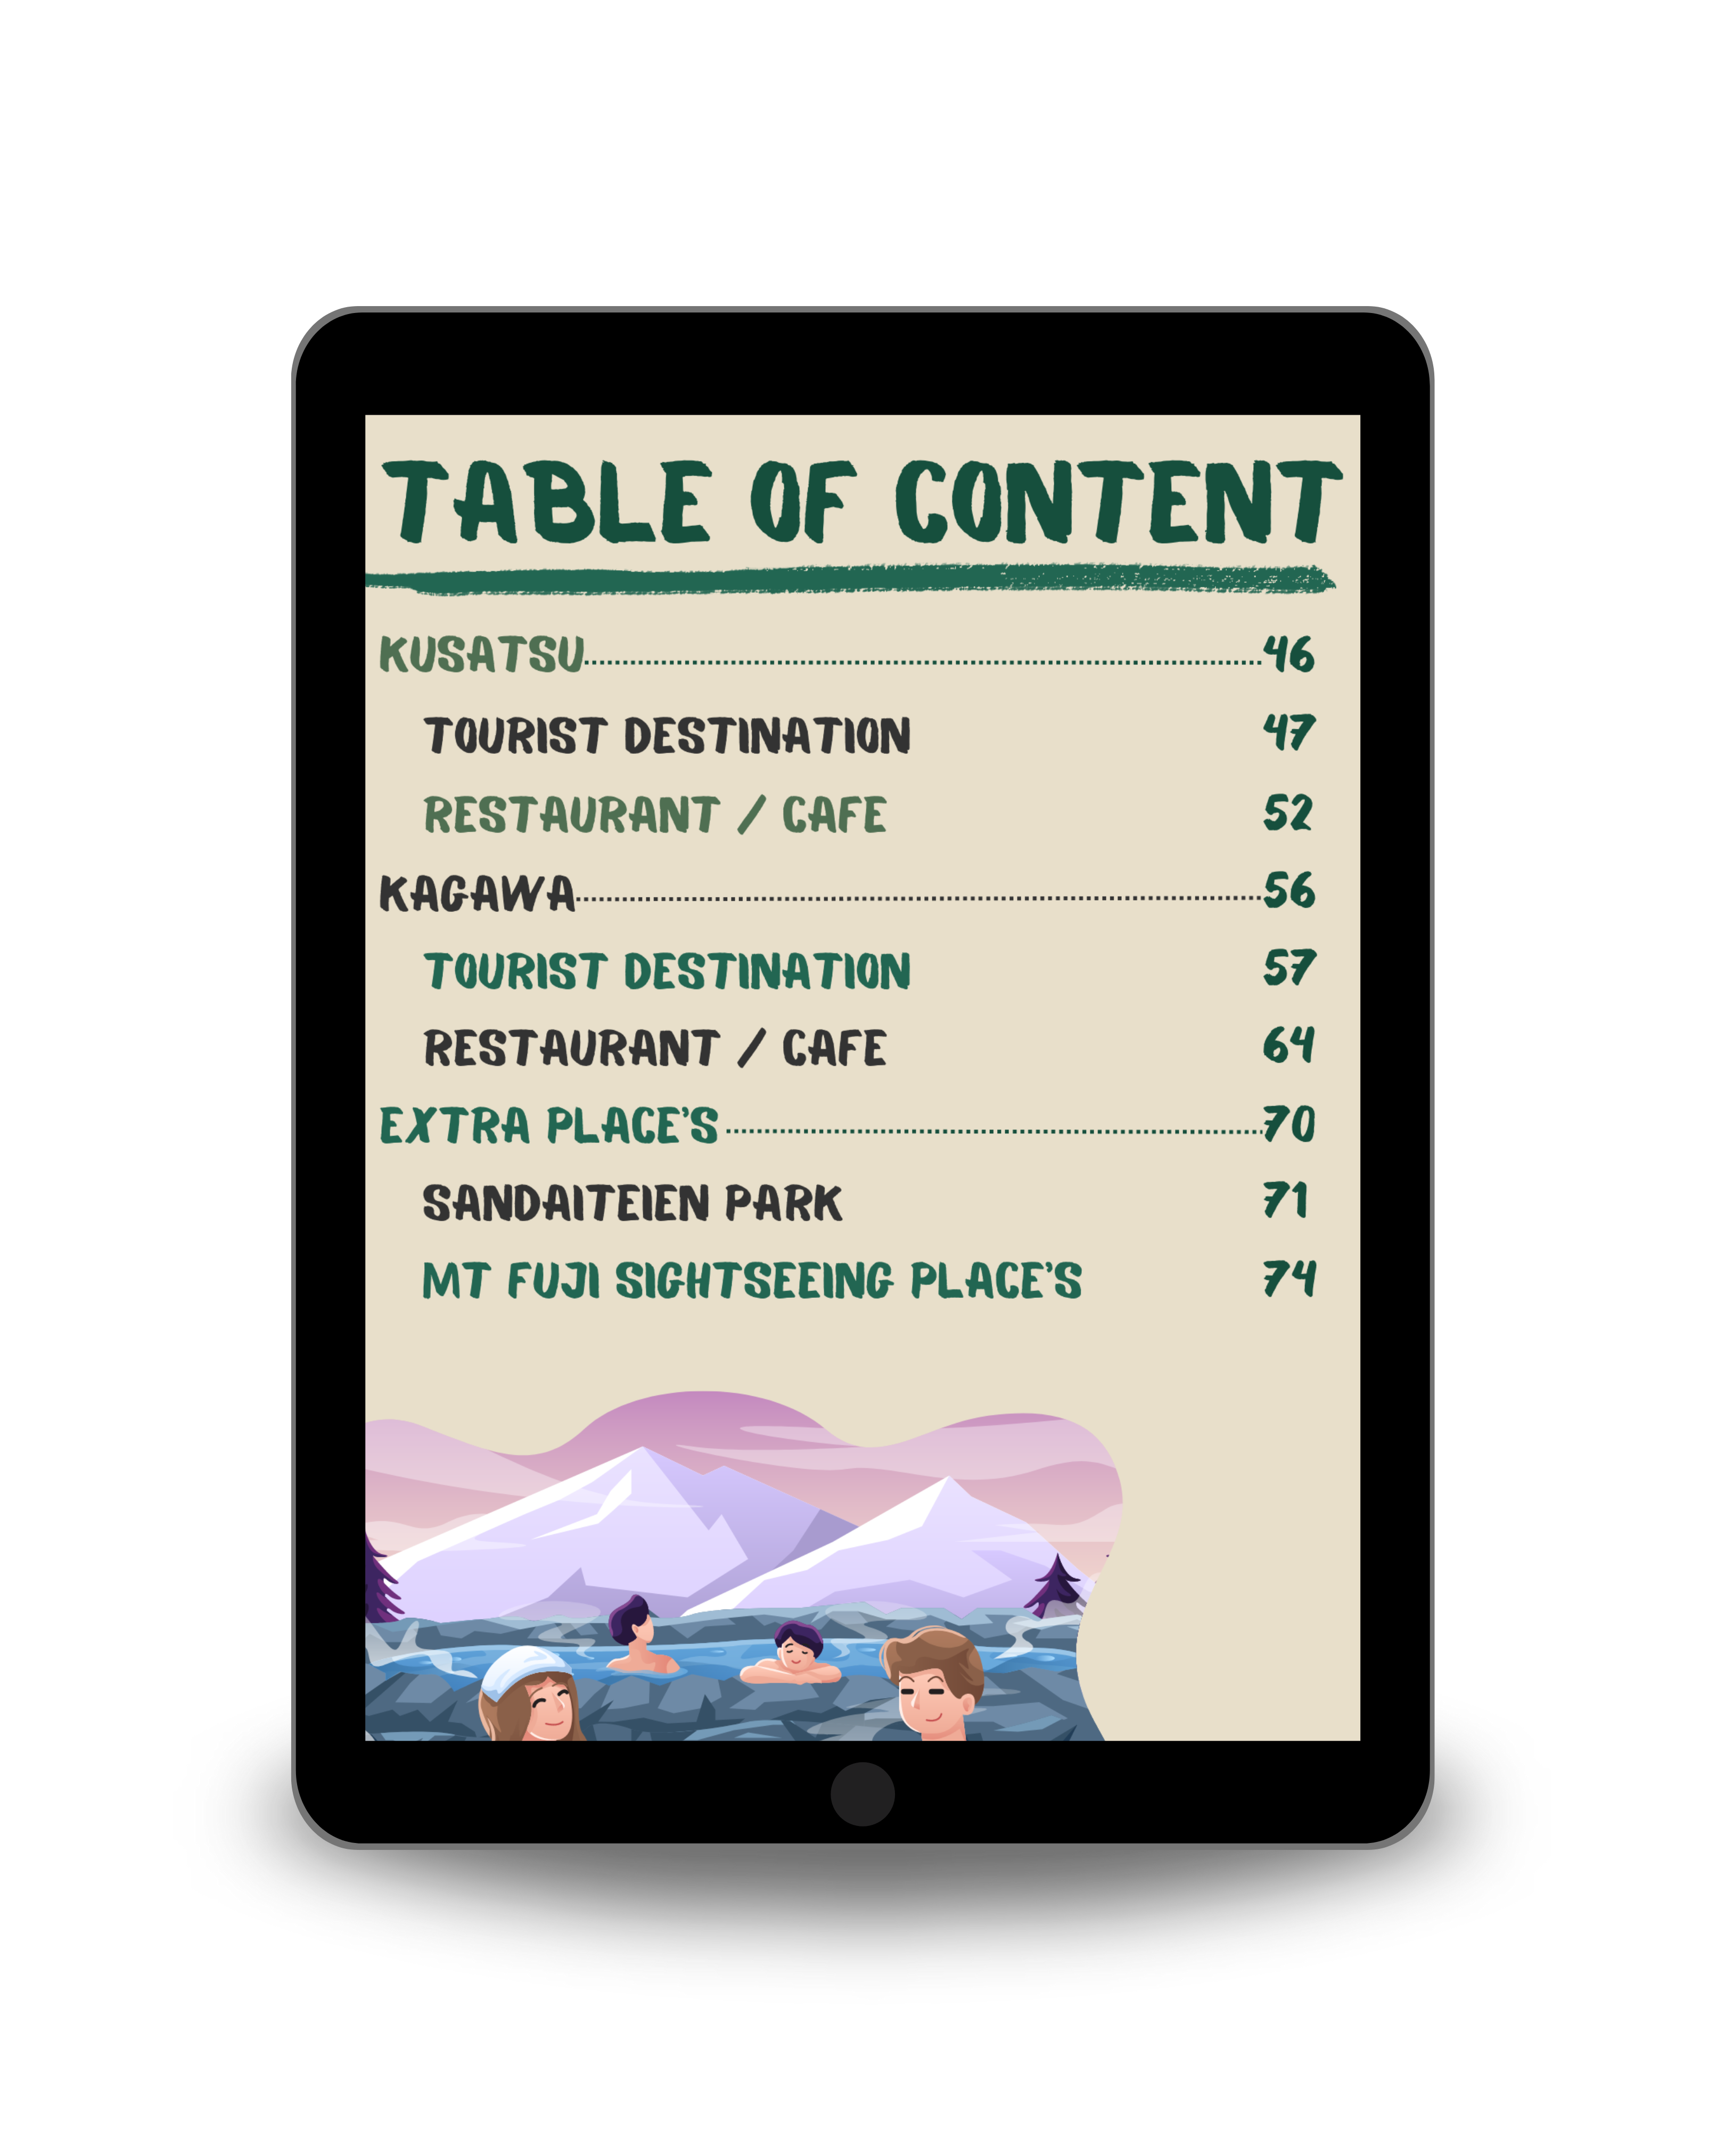 TABLE OF CONTENT
KUSATSU 46
TOURIST DESTINATION 47
RESTAURANT / CAFE 52
KAGAWA 56
TOURIST DESTINATION 57
RESTAURANT / CAFE 64
EXTRA PLACE'S 70
SANDAITEIEN PARK 71
MT FUJI SIGHTSEEING PLACE'S 74